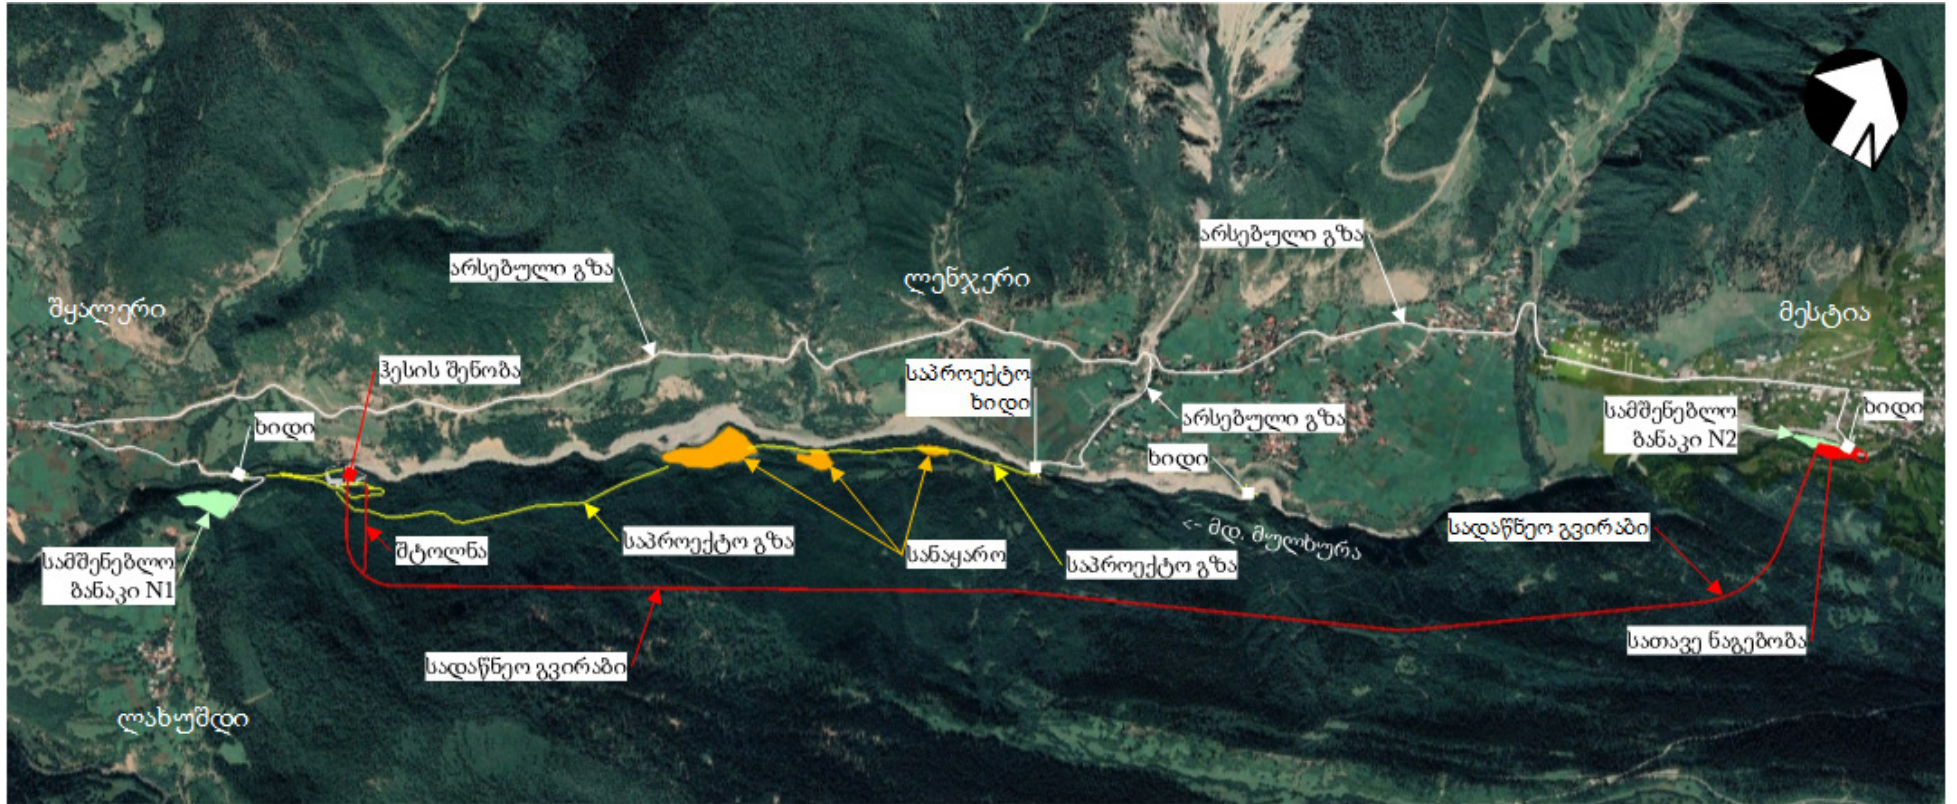 არსებული გზა
არსებული გზა
ლენჯერი
შყალერი
მესტია
ჰესის შენობა
საპროექტო
ხიდი
სამშენებლო
ბანაკი N2
ხიდი
ხიდი
არსებული გზა
ხიდი
სადაწნეო გვირაბი
<- მდ. მულხურა
შტოლნა
საპროექტო გზა
სანაყარო
საპროექტო გზა
სამშენებლო
ბანაკი N1
სათავე ნაგებობა
სადაწნეო გვირაბი
ლახუშდი
N